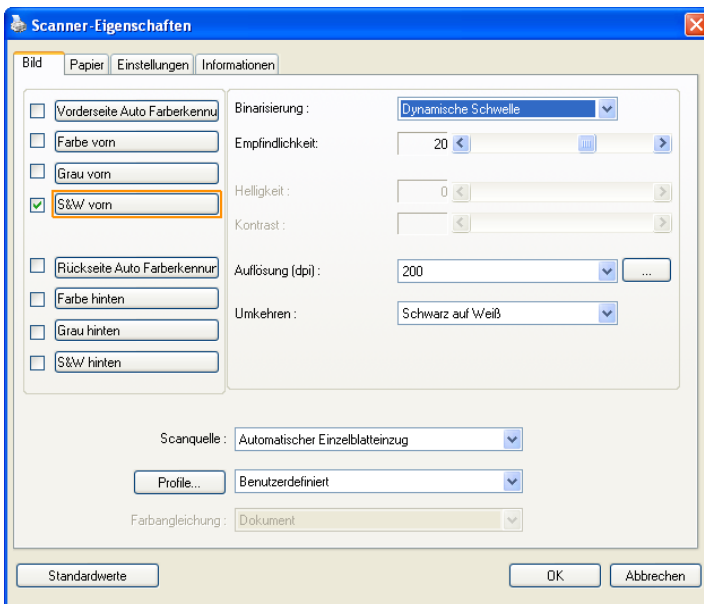 Scanner-Eigenschaften
Bild Papier Einstellungen Informationen
Vorderseite Auto Farberkennu
Farbe vorn
Grau vorn
S&W vorn
Rückseite Auto Farberkennur
Farbe hinten
Grau hinten
S&W hinten
Binarisierung : Dynamische Schwelle
Empfindlichkeit: 20
Helligkeit : 0
Kontrast :
Auflösung (dpi) : 200 ...
Umkehren : Schwarz auf Weiß
Scanquelle : Automatischer Einzelblatteinzug
Profile... Benutzerdefiniert
Farbangleichung : Dokument
Standardwerte OK Abbrechen